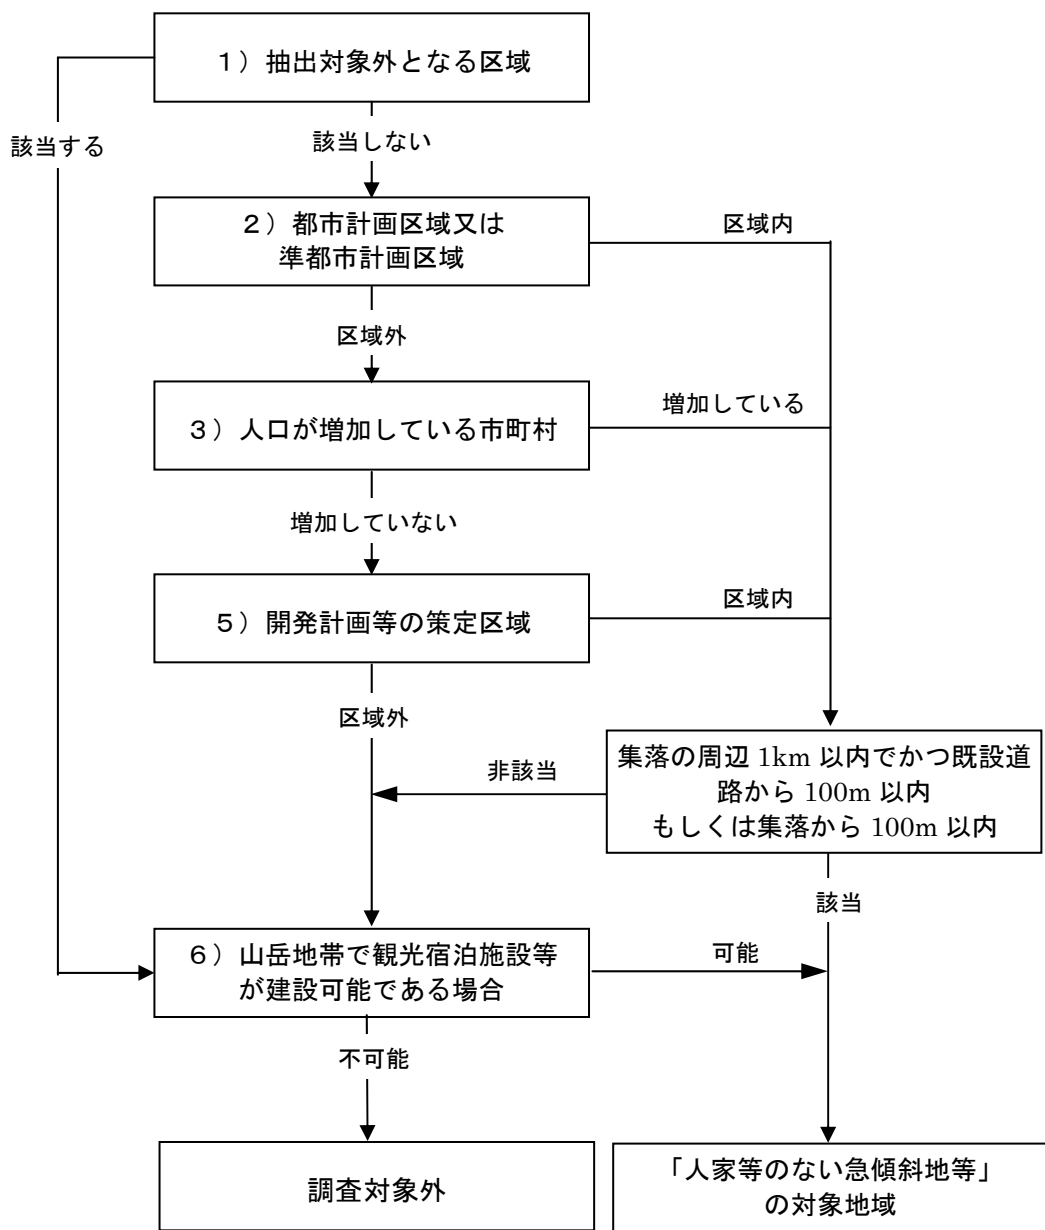 １）抽出対象外となる区域
該当する
該当しない
２）都市計画区域又は
準都市計画区域
区域内
区域外
３）人口が増加している市町村
増加している
増加していない
５）開発計画等の策定区域
区域内
区域外
集落の周辺 1km 以内でかつ既設道
路から 100m 以内
もしくは集落から 100m 以内
非該当
該当
６）山岳地帯で観光宿泊施設等
が建設可能である場合
可能
不可能
調査対象外
「人家等のない急傾斜地等」
の対象地域